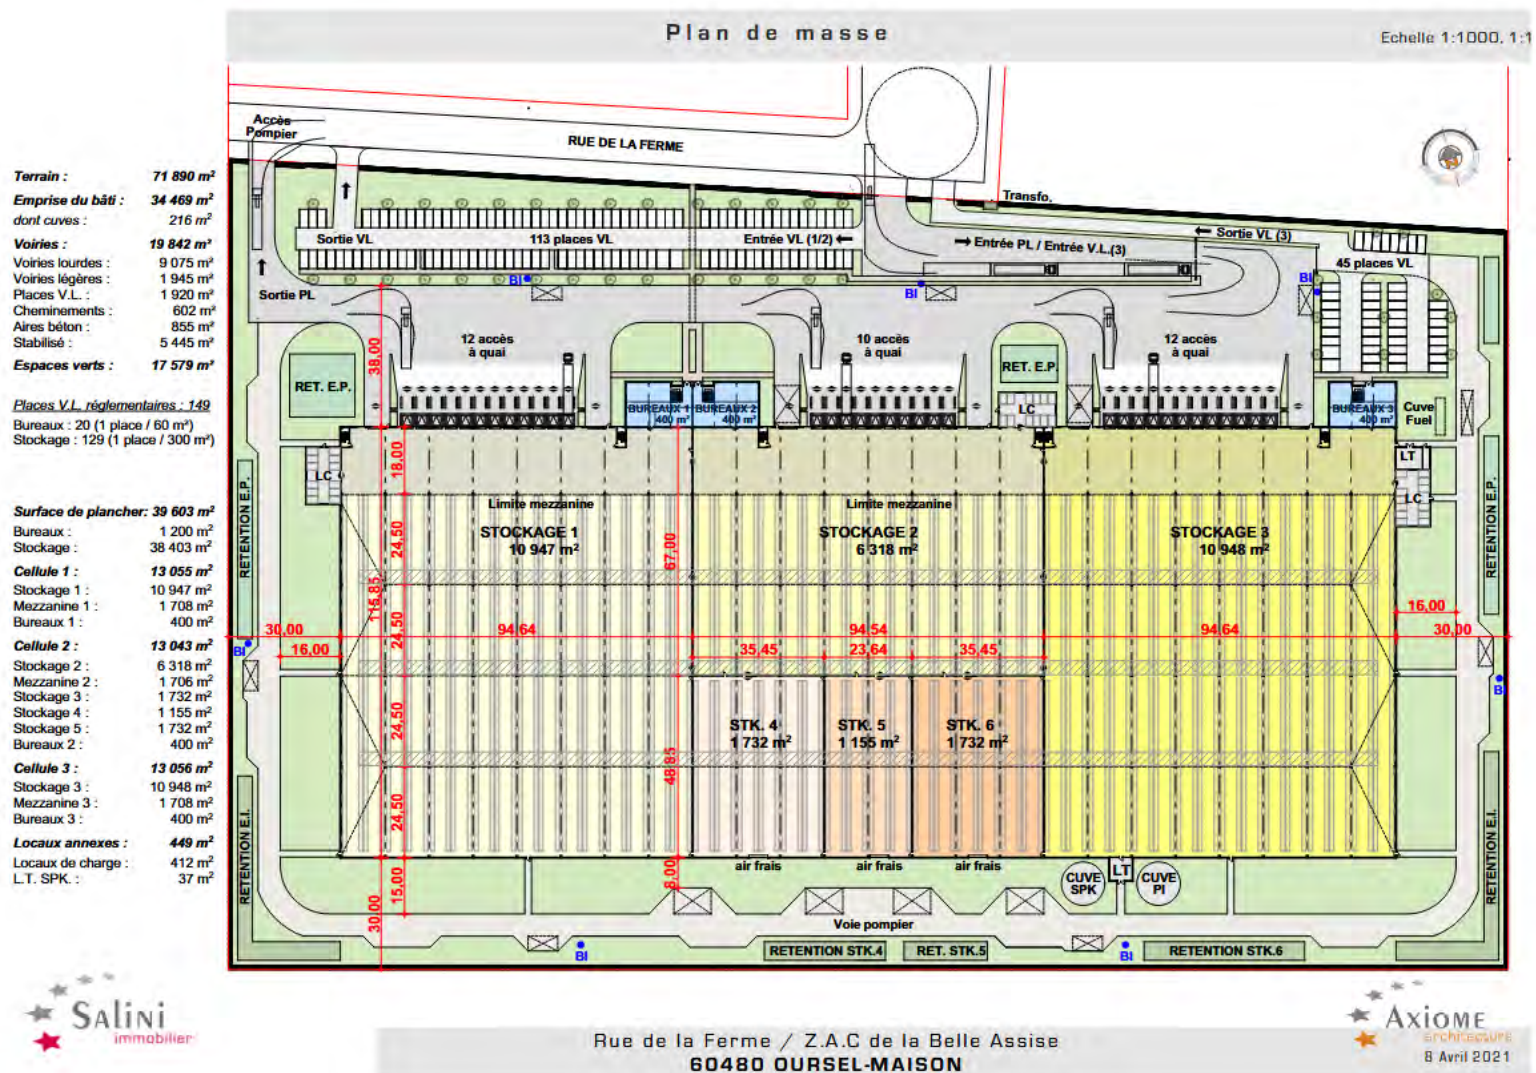 Plan de masse
Echelle 1:1000, 1:1
Terrain : 71 890 m²
Emprise du bâti : 34 469 m²
dont cuves : 216 m²
Voiries : 19 842 m²
Voiries lourdes : 9 075 m²
Voiries légères : 1 945 m²
Places V.L. : 1 920 m²
Cheminements : 602 m²
Aires béton : 855 m²
Stabilisé : 5 445 m²
Espaces verts : 17 579 m²
Places V.L. réglementaires : 149
Bureaux : 20 (1 place / 60 m²)
Stockage : 129 (1 place / 300 m²)
Surface de plancher: 39 603 m²
Bureaux : 1 200 m²
Stockage : 38 403 m²
Cellule 1 : 13 055 m²
Stockage 1 : 10 947 m²
Mezzanine 1 : 1 708 m²
Bureaux 1 : 400 m²
Cellule 2 : 13 043 m²
Stockage 2 : 6 318 m²
Mezzanine 2 : 1 706 m²
Stockage 3 : 1 732 m²
Stockage 4 : 1 155 m²
Stockage 5 : 1 732 m²
Bureaux 2 : 400 m²
Cellule 3 : 13 056 m²
Stockage 3 : 10 948 m²
Mezzanine 3 : 1 708 m²
Bureaux 3 : 400 m²
Locaux annexes : 449 m²
Locaux de charge : 412 m²
L.T. SPK. : 37 m²
Accès
Pompier
RUE DE LA FERME
Transfo.
Sortie VL
113 places VL
Entrée VL (1/2)
Entrée PL / Entrée V.L.(3)
Sortie VL (3)
45 places VL
BI
BI
BI
Sortie PL
12 accès
à quai
10 accès
à quai
12 accès
à quai
38,00
RET. E.P.
RET. E.P.
BUREAUX 1
400 m²
BUREAUX 2
400 m²
BUREAUX 3
400 m²
LC
Cuve
Fuel
LT
LC
LC
18,00
Limite mezzanine
Limite mezzanine
STOCKAGE 1
10 947 m²
STOCKAGE 2
6 318 m²
STOCKAGE 3
10 948 m²
RETENTION E.P.
RETENTION E.P.
24,50
67,00
115,85
24,50
30,00
16,00
94,64
94,54
94,64
16,00
30,00
35,45
23,64
35,45
BI
BI
STK. 4
1 732 m²
STK. 5
1 155 m²
STK. 6
1 732 m²
24,50
48,85
24,50
RETENTION E.I.
RETENTION E.I.
air frais
air frais
air frais
8,00
15,00
30,00
CUVE
SPK
LT
CUVE
PI
Voie pompier
BI
RETENTION STK.4
RET. STK.5
BI
RETENTION STK.6
SALINI
immobilier
AXIOME
architecture
8 Avril 2021
Rue de la Ferme / Z.A.C de la Belle Assise
60480 OURSEL-MAISON